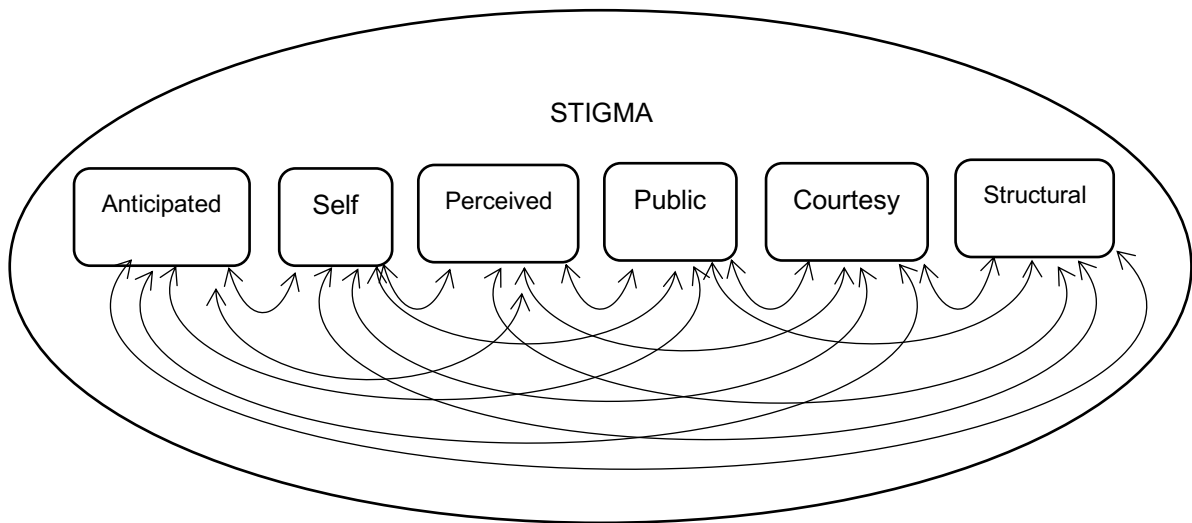 STIGMA
Anticipated
Self
Perceived
Public
Courtesy
Structural